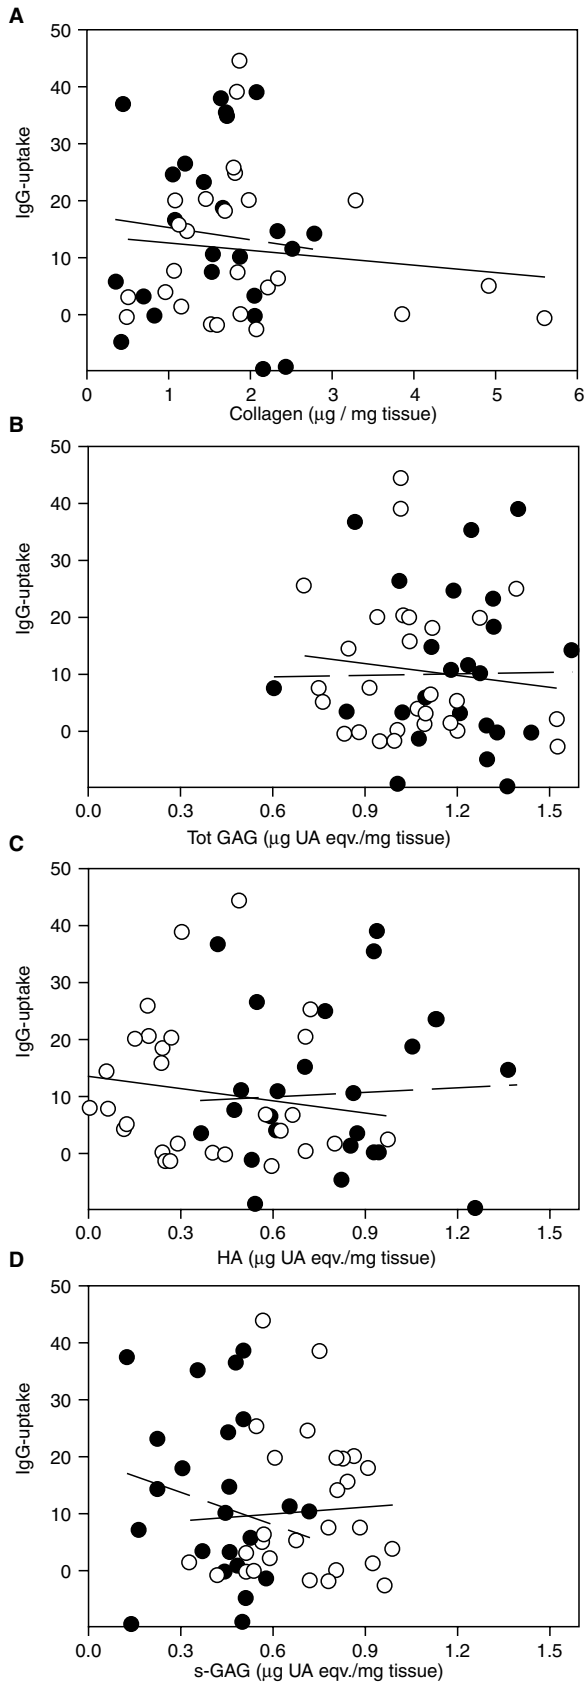 A
50
40
30
20
10
0
IgG-uptake
0 1 2 3 4 5 6
Collagen (μg / mg tissue)
B
50
40
30
20
10
0
IgG-uptake
0.0 0.3 0.6 0.9 1.2 1.5
Tot GAG (μg UA eqv./mg tissue)
C
50
40
30
20
10
0
IgG-uptake
0.0 0.3 0.6 0.9 1.2 1.5
HA (μg UA eqv./mg tissue)
D
50
40
30
20
10
0
IgG-uptake
0.0 0.3 0.6 0.9 1.2 1.5
s-GAG (μg UA eqv./mg tissue)